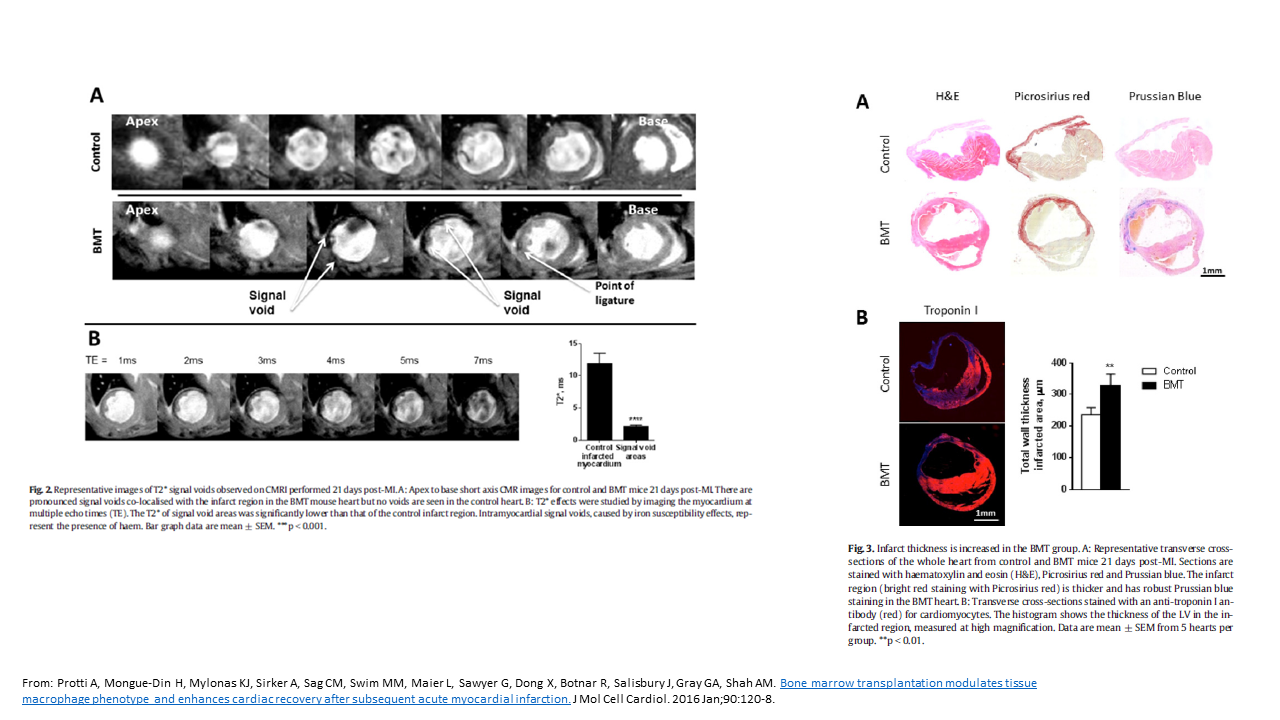 A
Control
Apex
Base
BMT
Apex
Base
Signal
void
Signal
void
Point of
ligature
B
TE = 1ms 2ms 3ms 4ms 5ms 7ms
T2*, ms
15
10
5
0
****
Control
infarcted
myocardium
Signal void
areas
Fig. 2. Representative images of T2* signal voids observed on CMRI performed 21 days post-MI. A: Apex to base short axis CMR images for control and BMT mice 21 days post-MI. There are
pronounced signal voids co-localised with the infarct region in the BMT mouse heart but no voids are seen in the control heart. B: T2* effects were studied by imaging the myocardium at
multiple echo times (TE). The T2* of signal void areas was significantly lower than that of the control infarct region. Intramyocardial signal voids, caused by iron susceptibility effects, rep-
resent the presence of haem. Bar graph data are mean ± SEM. ***p < 0.001.
A
H&E Picrosirius red Prussian Blue
Control
BMT
1mm
B
Troponin I
Control
BMT
1mm
Total wall thickness
infarcted area, μm
400
300
200
100
0
**
Control
BMT
Fig. 3. Infarct thickness is increased in the BMT group. A: Representative transverse cross-
sections of the whole heart from control and BMT mice 21 days post-MI. Sections are
stained with haematoxylin and eosin (H&E), Picrosirius red and Prussian blue. The infarct
region (bright red staining with Picrosirius red) is thicker and has robust Prussian blue
staining in the BMT heart. B: Transverse cross-sections stained with an anti-troponin I an-
tibody (red) for cardiomyocytes. The histogram shows the thickness of the LV in the in-
farcted region, measured at high magnification. Data are mean ± SEM from 5 hearts per
group. **p < 0.01.
From: Protti A, Mongue-Din H, Mylonas KJ, Sirker A, Sag CM, Swim MM, Maier L, Sawyer G, Dong X, Botnar R, Salisbury J, Gray GA, Shah AM. Bone marrow transplantation modulates tissue
macrophage phenotype and enhances cardiac recovery after subsequent acute myocardial infarction. J Mol Cell Cardiol. 2016 Jan;90:120-8.